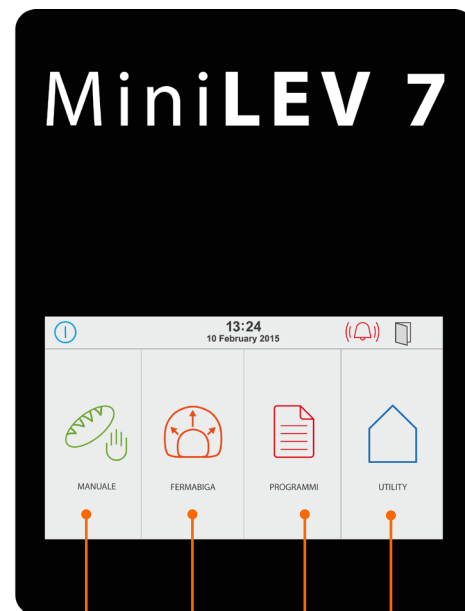 MiniLEV 7
13:24
10 February 2015
MANUALE
FERMABIGA
PROGRAMMI
UTILITY